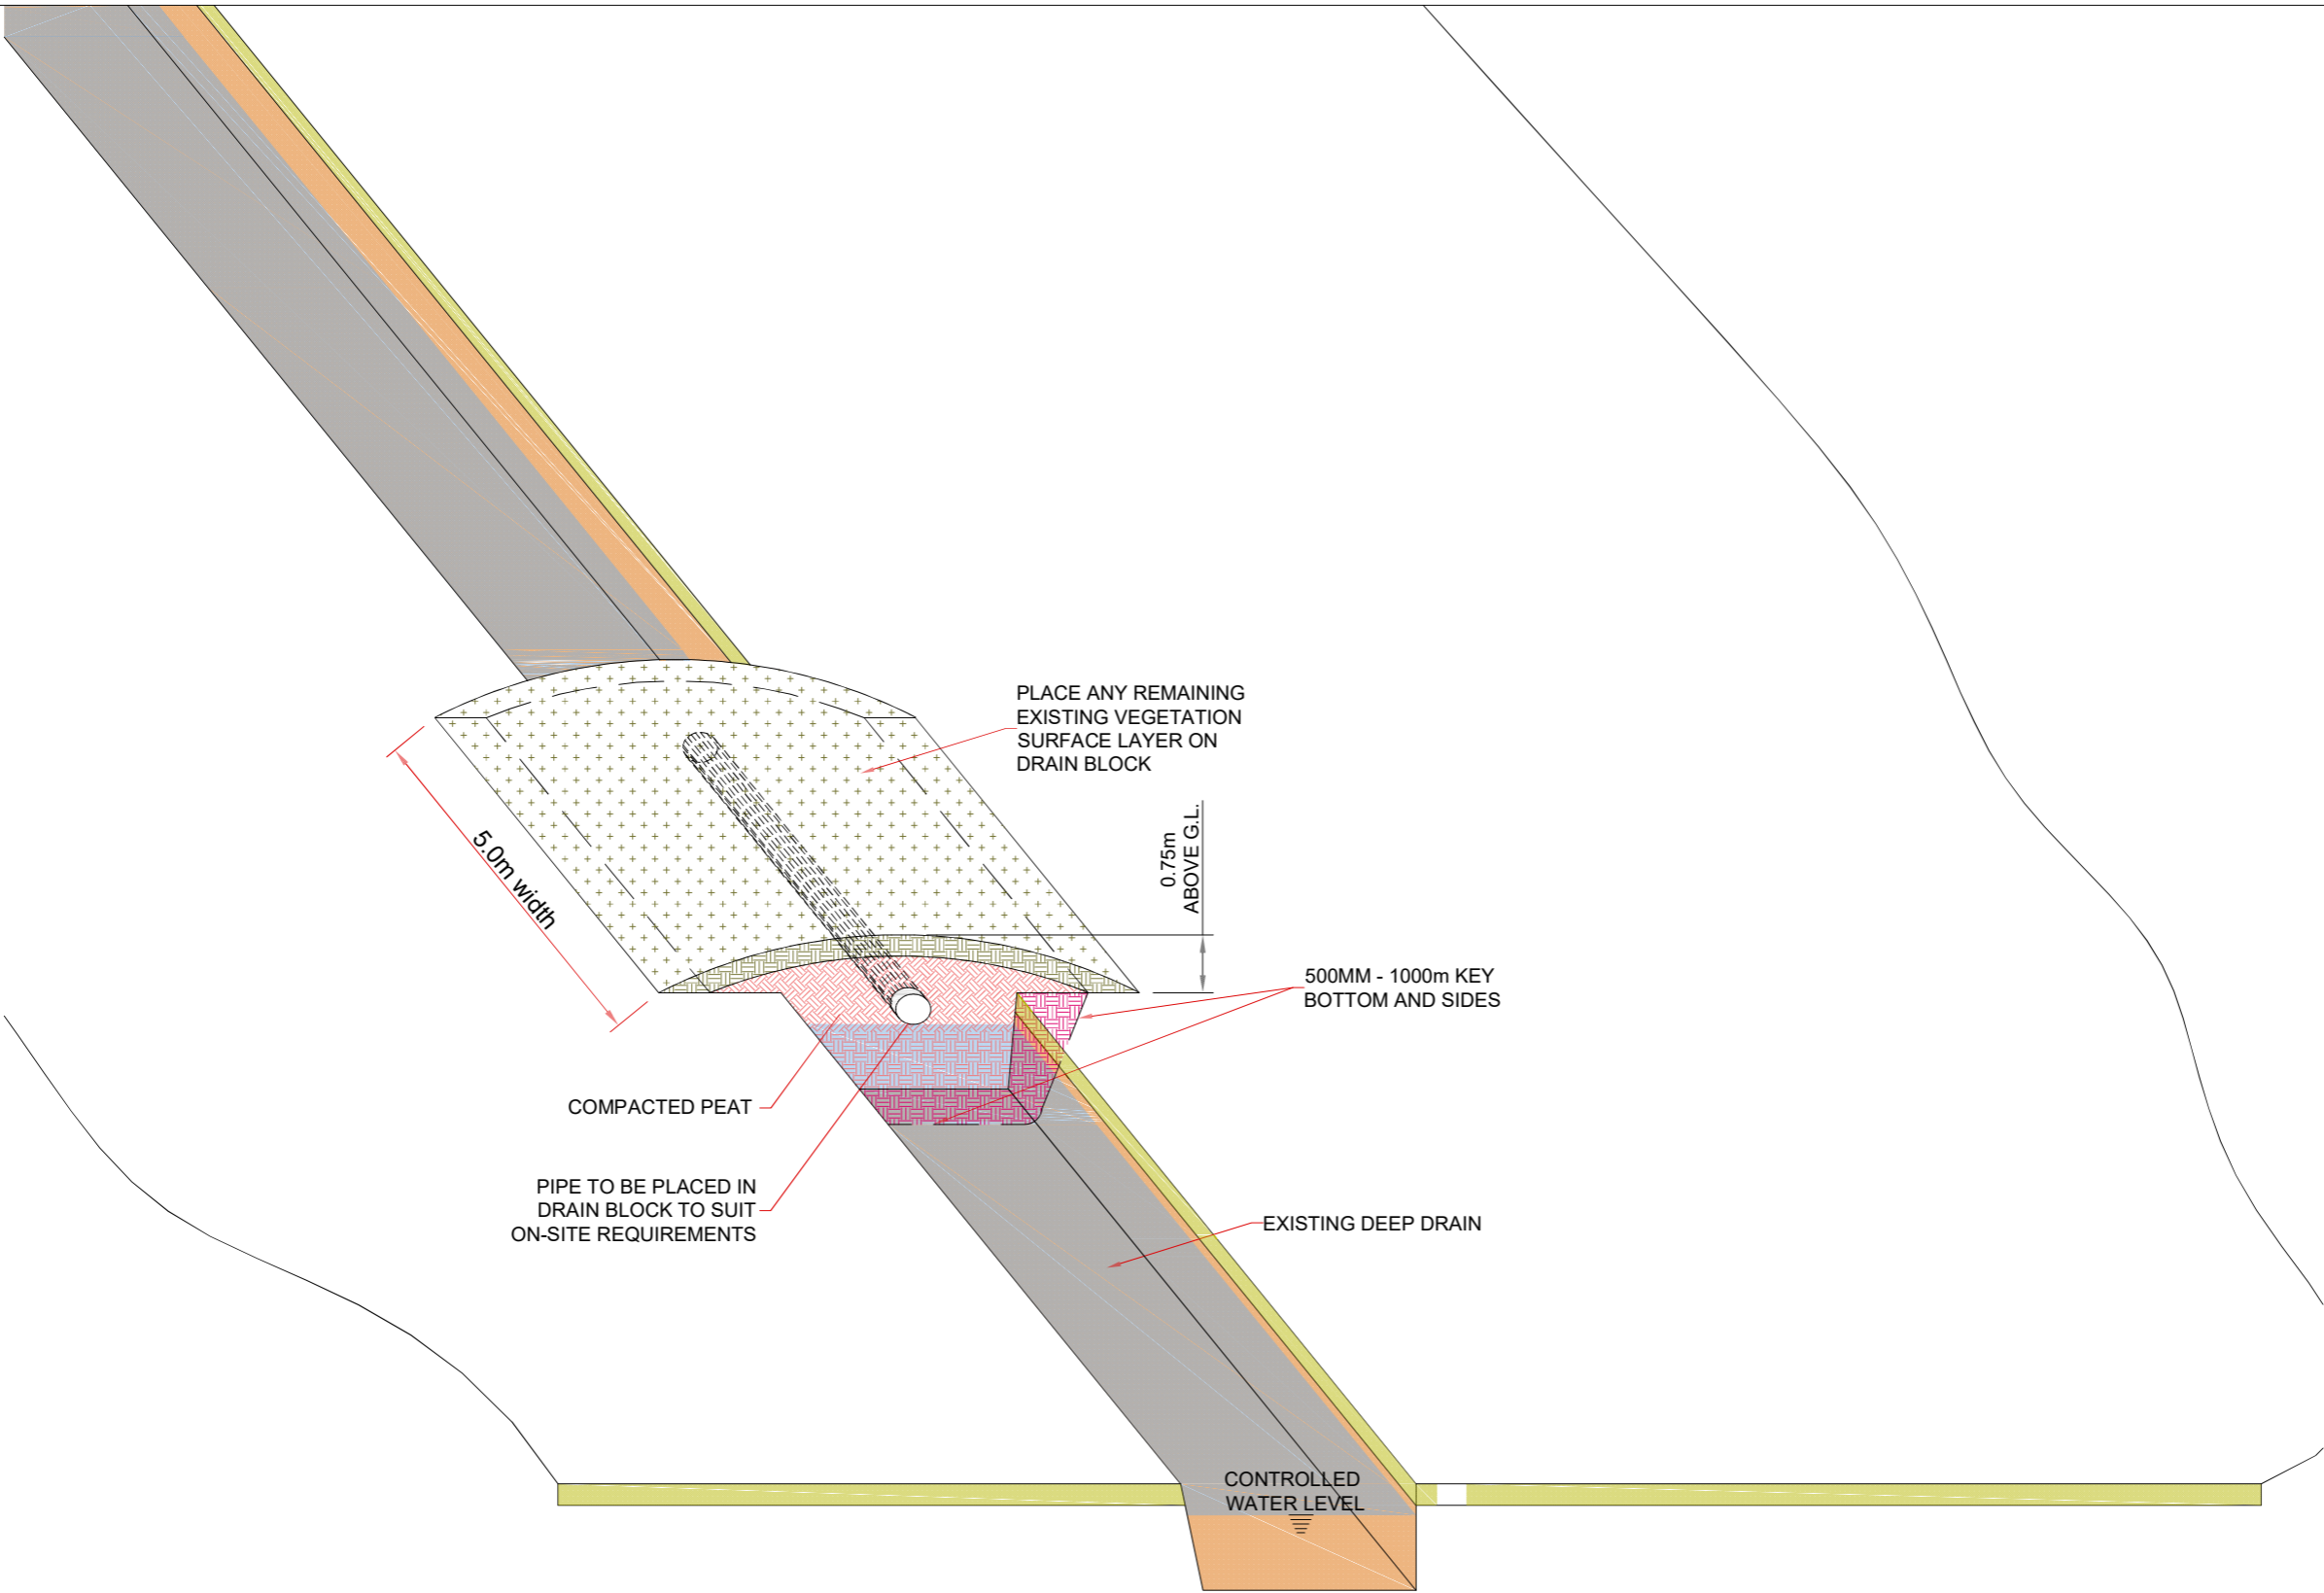 PLACE ANY REMAINING
EXISTING VEGETATION
SURFACE LAYER ON
DRAIN BLOCK
0.75m
ABOVE G.L.
5.0m width
500MM - 1000m KEY
BOTTOM AND SIDES
COMPACTED PEAT
PIPE TO BE PLACED IN
DRAIN BLOCK TO SUIT
ON-SITE REQUIREMENTS
EXISTING DEEP DRAIN
CONTROLLED
WATER LEVEL